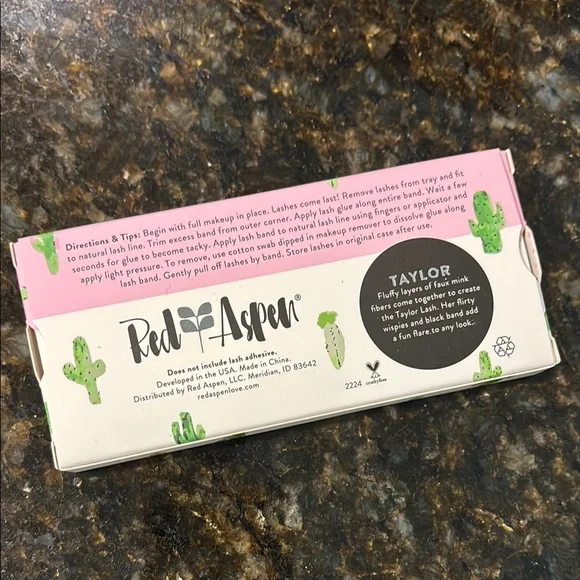 Directions & Tips: Begin with full makeup in place. Lashes come last! Remove lashes from tray and fit
to natural lash line. Trim excess band from outer corner. Apply lash glue along entire band. Wait a few
seconds for glue to become tacky. Apply lash band to natural lash line using fingers or applicator and
apply light pressure. To remove, use cotton swab dipped in makeup remover to dissolve glue along
lash band. Gently pull off lashes by band. Store lashes in original case after use.
Red Aspen®
Does not include lash adhesive.
Developed in the USA. Made in China.
Distributed by Red Aspen, LLC. Meridian, ID 83642
redaspenlove.com
TAYLOR
Fluffy layers of faux mink
fibers come together to create
the Taylor Lash. Her flirty
wispies and black band add
a fun flare to any look.
2224
crueltyfree